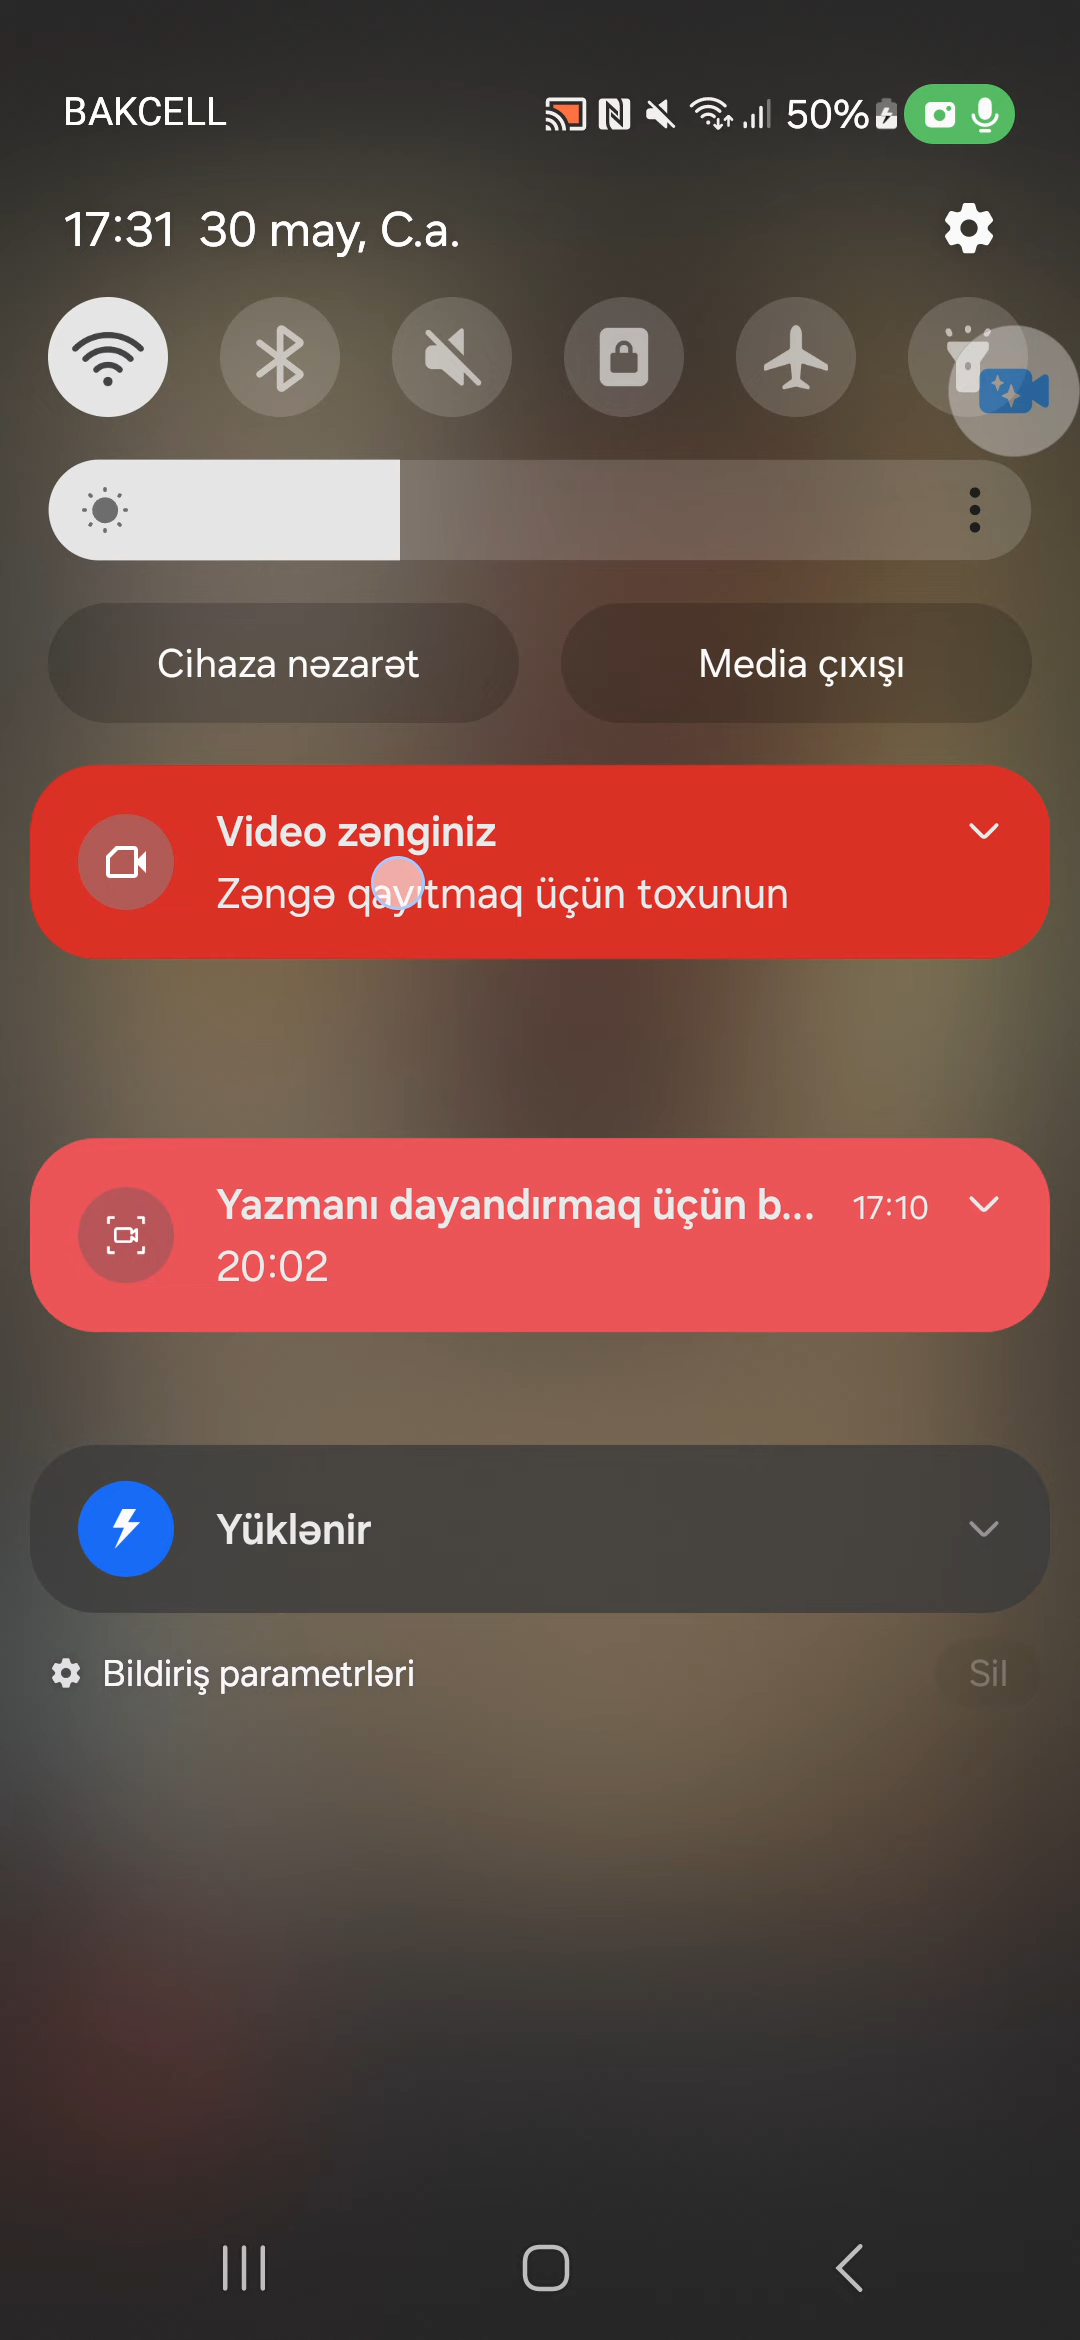 BAKCELL
50%
17:31 30 may, C.a.
Cihaza nəzarət
Media çıxışı
Video zənginiz
Zəngə qayıtmaq üçün toxunun
Yazmanı dayandırmaq üçün b... 17:10
20:02
Yüklənir
Bildiriş parametrləri
Sil